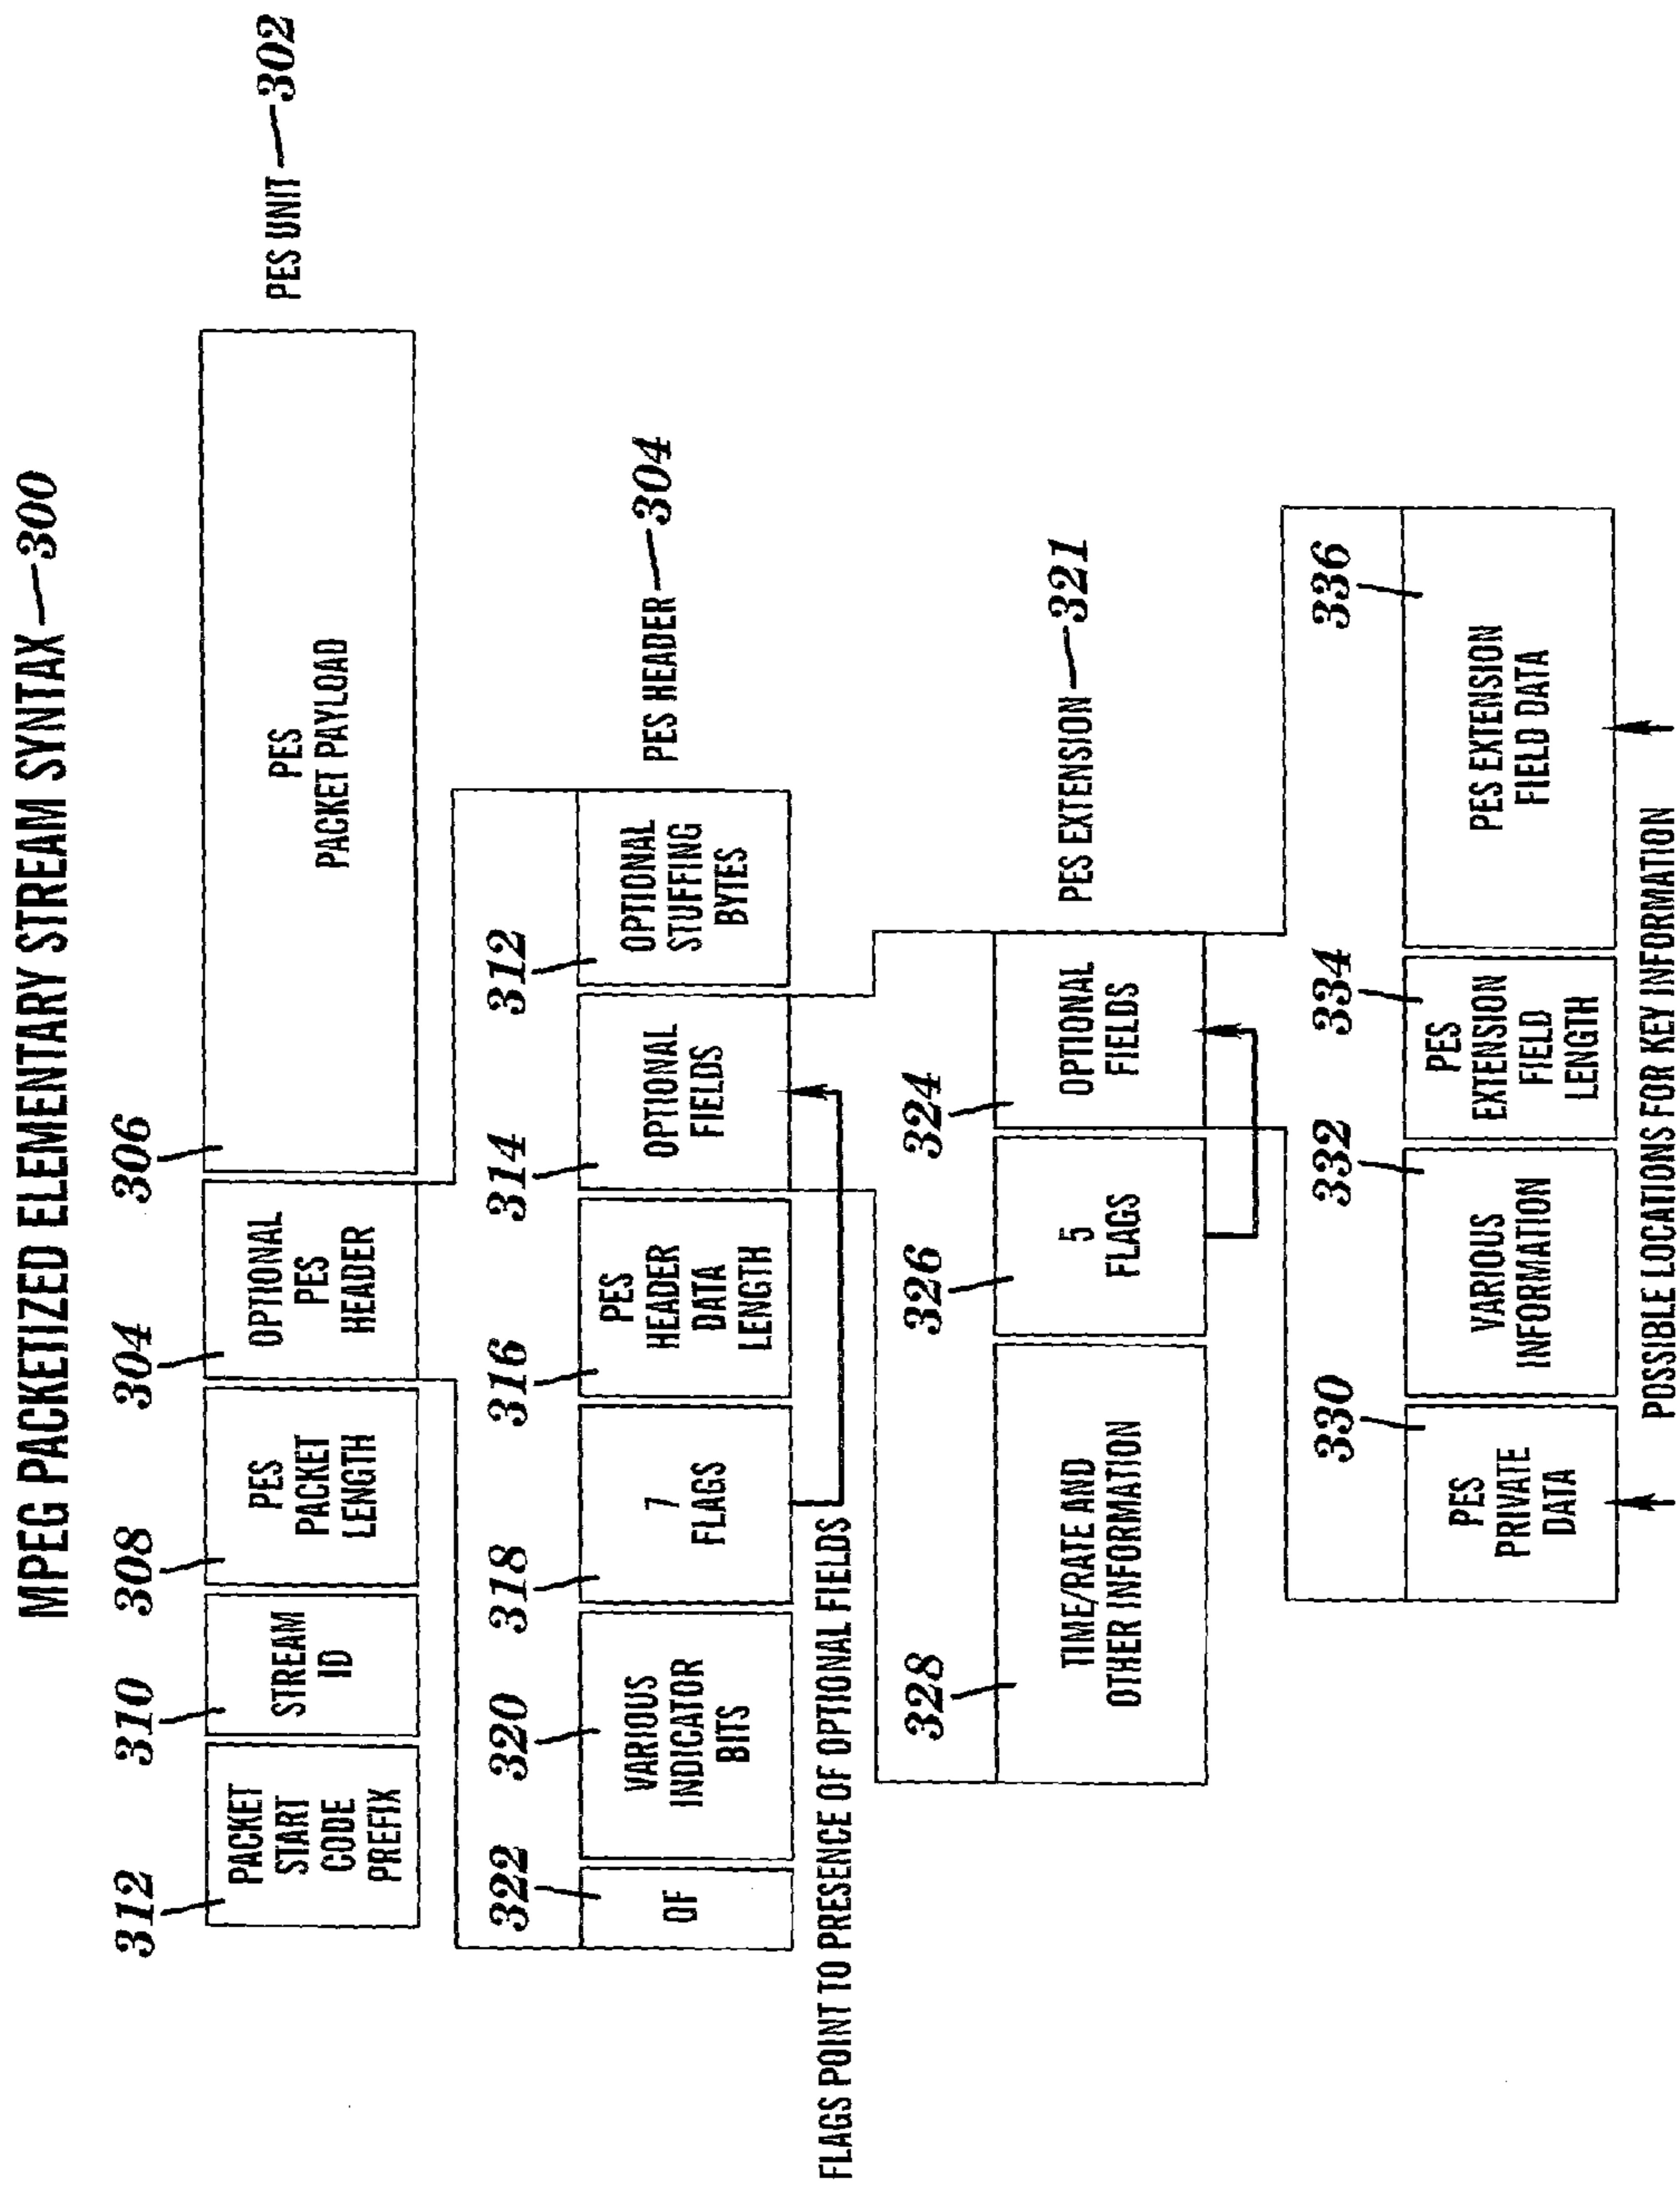 MPEG PACKETIZED ELEMENTARY STREAM SYNTAX—300
312
310
308
304
306
PACKET
START
CODE
PREFIX
STREAM
ID
PES
PACKET
LENGTH
OPTIONAL
PES
HEADER
PES
PACKET PAYLOAD
PES UNIT—302
322
320
318
316
314
312
OF
VARIOUS
INDICATOR
BITS
7
FLAGS
PES
HEADER
DATA
LENGTH
OPTIONAL
FIELDS
OPTIONAL
STUFFING
BYTES
PES HEADER—304
FLAGS POINT TO PRESENCE OF OPTIONAL FIELDS
328
326
324
TIME/RATE AND
OTHER INFORMATION
5
FLAGS
OPTIONAL
FIELDS
PES EXTENSION—321
330
332
334
336
PES
PRIVATE
DATA
VARIOUS
INFORMATION
PES
EXTENSION
FIELD
LENGTH
PES EXTENSION
FIELD DATA
POSSIBLE LOCATIONS FOR KEY INFORMATION